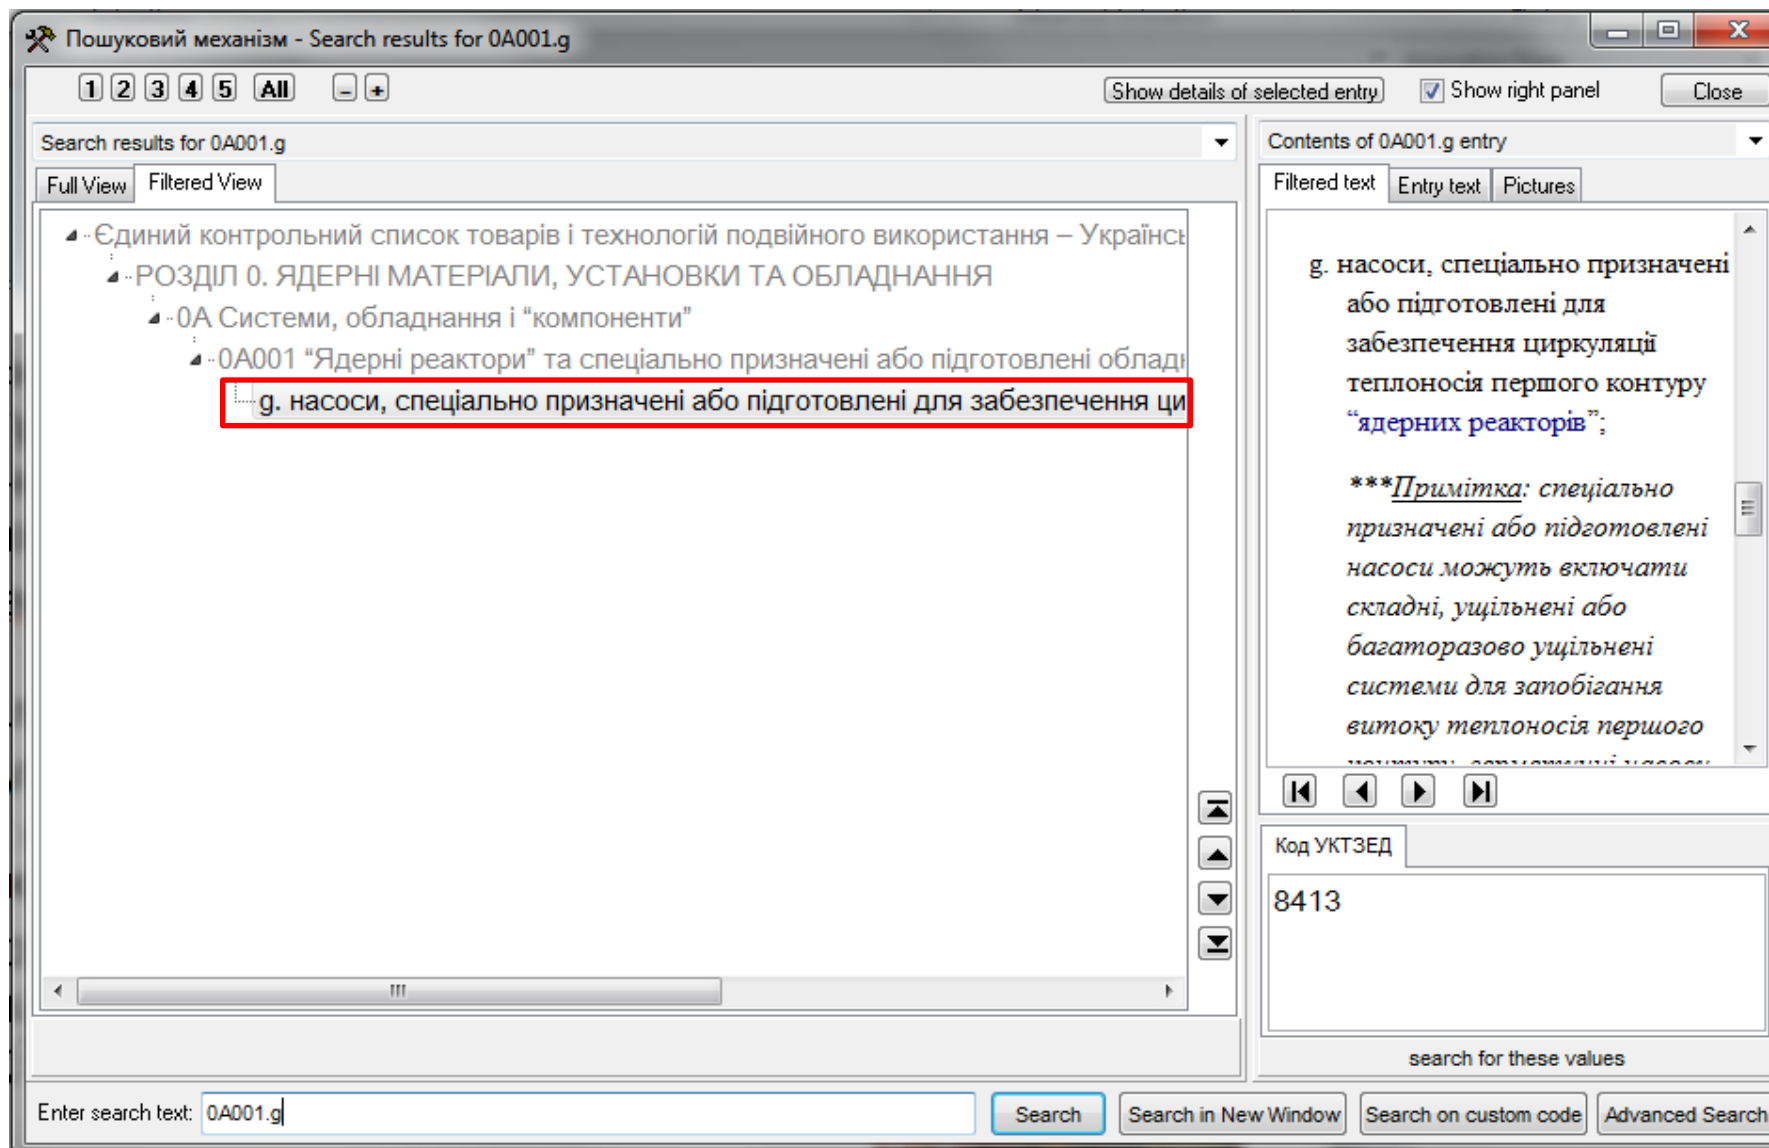 Пошуковий механізм - Search results for 0A001.g
1 2 3 4 5 All - +
Show details of selected entry
Show right panel
Close
Search results for 0A001.g
Full View
Filtered View
Єдиний контрольний список товарів і технологій подвійного використання – Українсь
РОЗДІЛ 0. ЯДЕРНІ МАТЕРІАЛИ, УСТАНОВКИ ТА ОБЛАДНАННЯ
0A Системи, обладнання і “компоненти”
0A001 “Ядерні реактори” та спеціально призначені або підготовлені обладн
g. насоси, спеціально призначені або підготовлені для забезпечення ци
Contents of 0A001.g entry
Filtered text
Entry text
Pictures
g. насоси, спеціально призначені
або підготовлені для
забезпечення циркуляції
теплоносія першого контуру
“ядерних реакторів”;
***Примітка: спеціально
призначені або підготовлені
насоси можуть включати
складні, ущільнені або
багаторазово ущільнені
системи для запобігання
витоку теплоносія першого
контуру, герметичні насоси
Код УКТЗЕД
8413
search for these values
Enter search text: 0A001.g
Search
Search in New Window
Search on custom code
Advanced Search